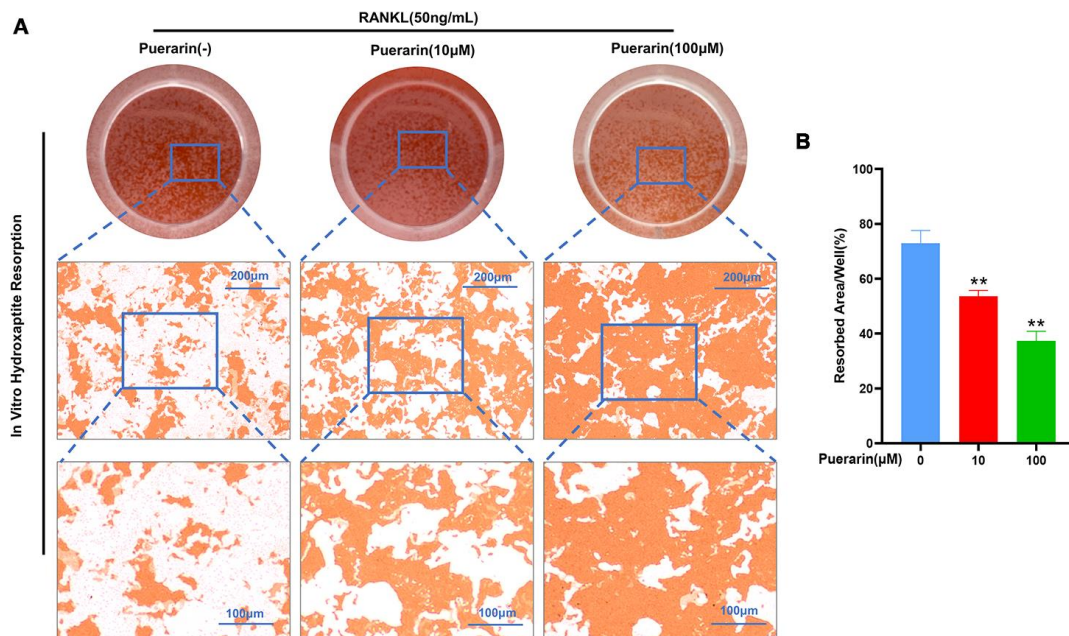 A
RANKL(50ng/mL)
Puerarin(-)
Puerarin(10μM)
Puerarin(100μM)
In Vitro Hydroxaptite Resorption
200μm
200μm
200μm
100μm
100μm
100μm
B
Resorbed Area/Well(%)
100
80
60
40
20
0
**
**
Puerarin(μM)
0
10
100